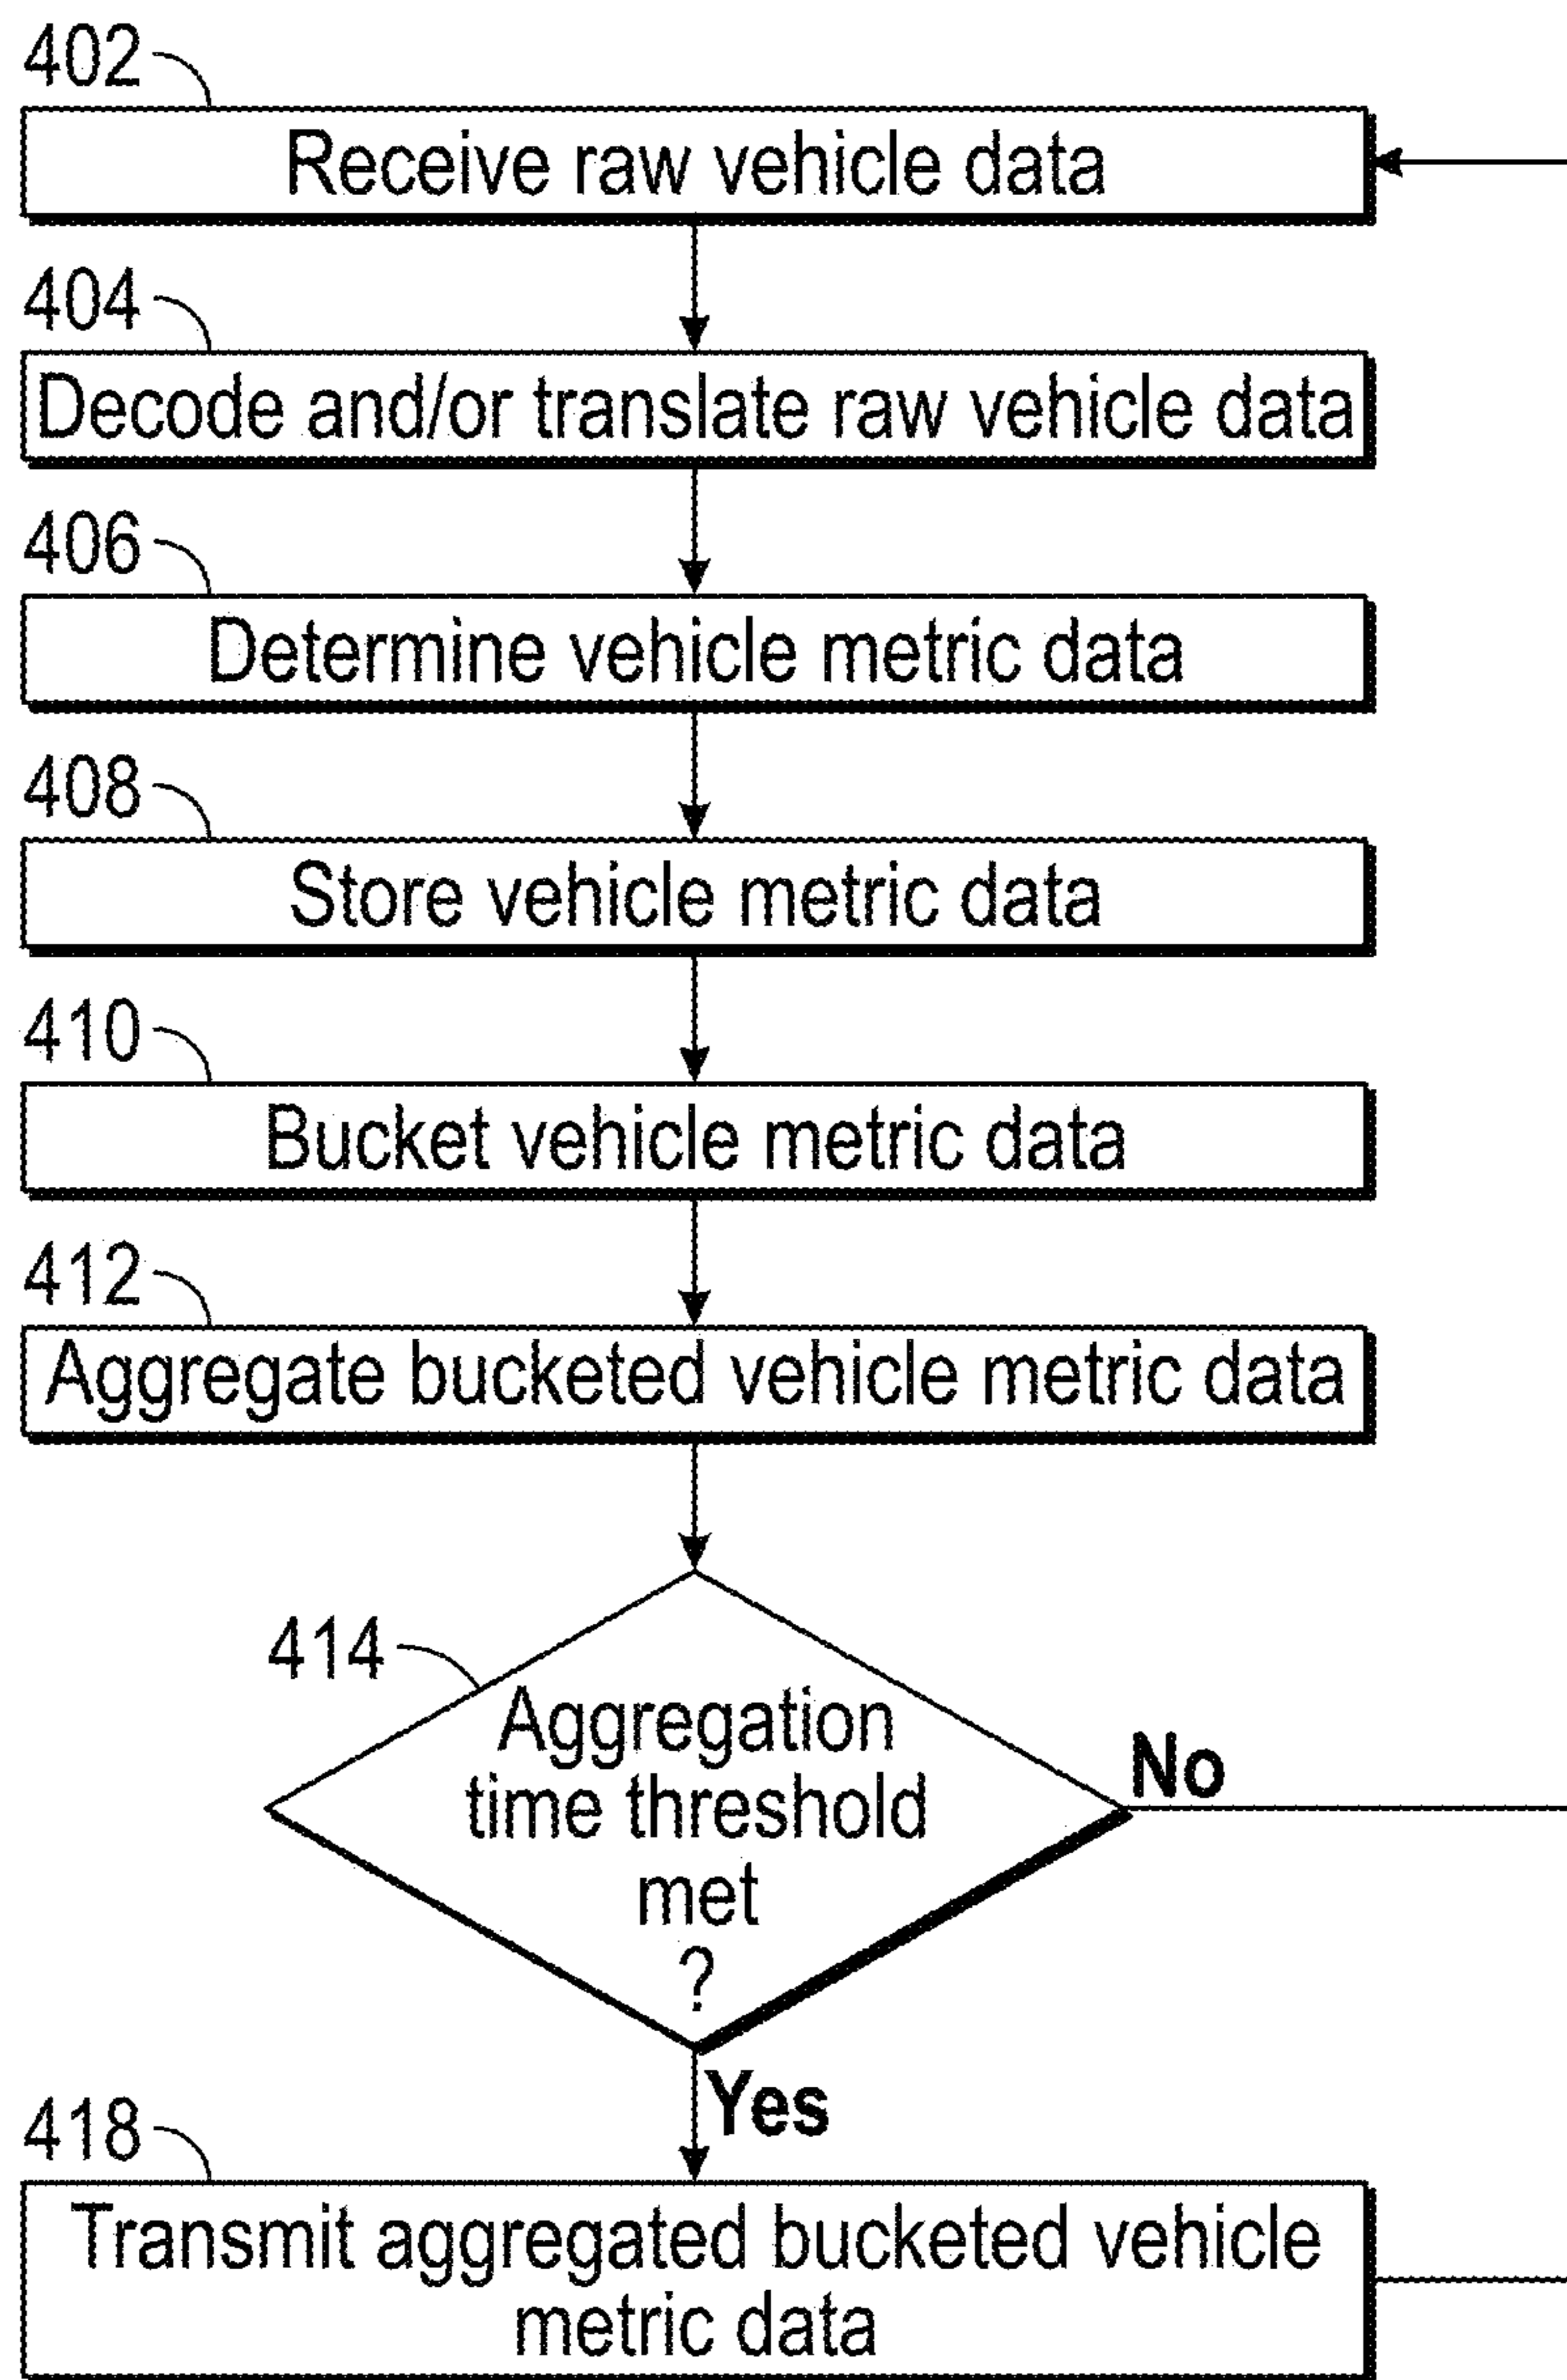 402
Receive raw vehicle data
404
Decode and/or translate raw vehicle data
406
Determine vehicle metric data
408
Store vehicle metric data
410
Bucket vehicle metric data
412
Aggregate bucketed vehicle metric data
414
Aggregation
time threshold
met
?
No
Yes
418
Transmit aggregated bucketed vehicle
metric data